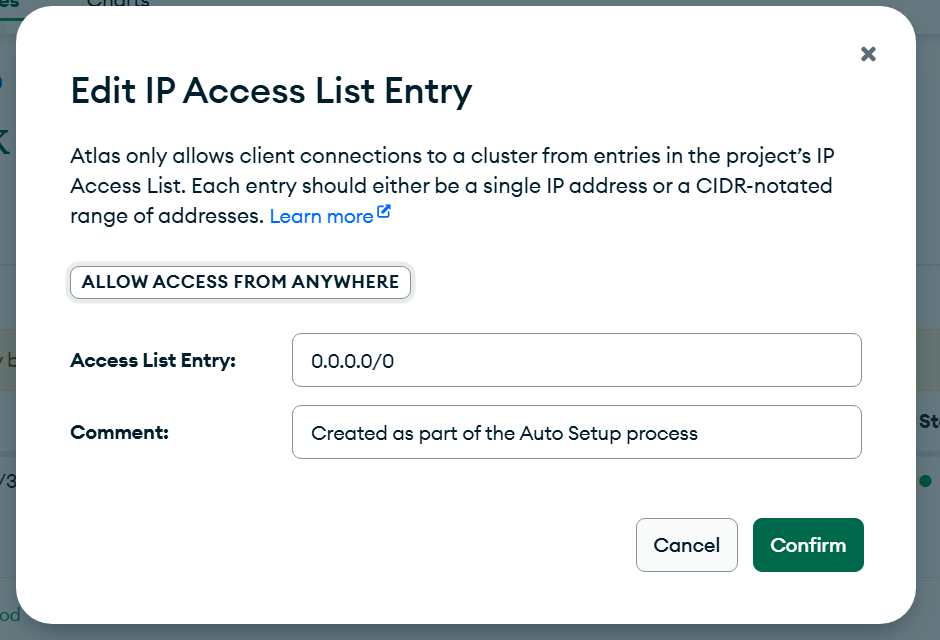 Charts
Edit IP Access List Entry
Atlas only allows client connections to a cluster from entries in the project's IP
Access List. Each entry should either be a single IP address or a CIDR-notated
range of addresses. Learn more
ALLOW ACCESS FROM ANYWHERE
Access List Entry: 0.0.0.0/0
Comment: Created as part of the Auto Setup process
Cancel Confirm